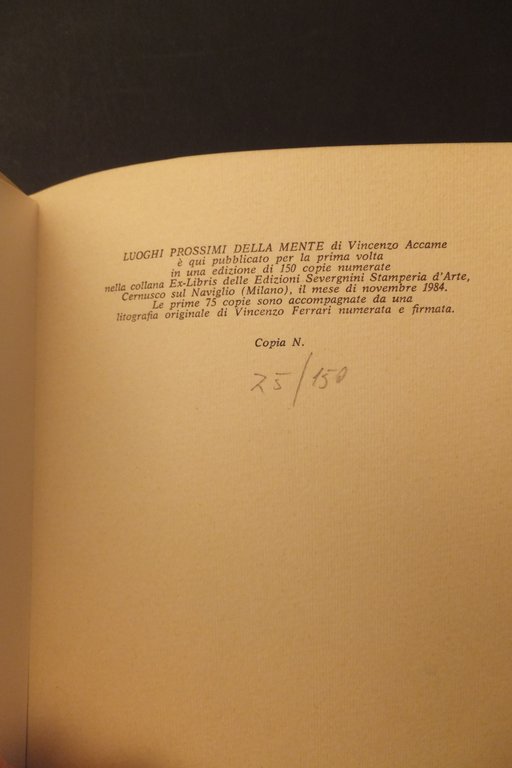 LUOGHI PROSSIMI DELLA MENTE di Vincenzo Accame
è qui pubblicato per la prima volta
in una edizione di 150 copie numerate
nella collana Ex-Libris delle Edizioni Severgnini Stamperia d'Arte,
Cernusco sul Naviglio (Milano), il mese di novembre 1984.
Le prime 75 copie sono accompagnate da una
litografia originale di Vincenzo Ferrari numerata e firmata.
Copia N.
25/150